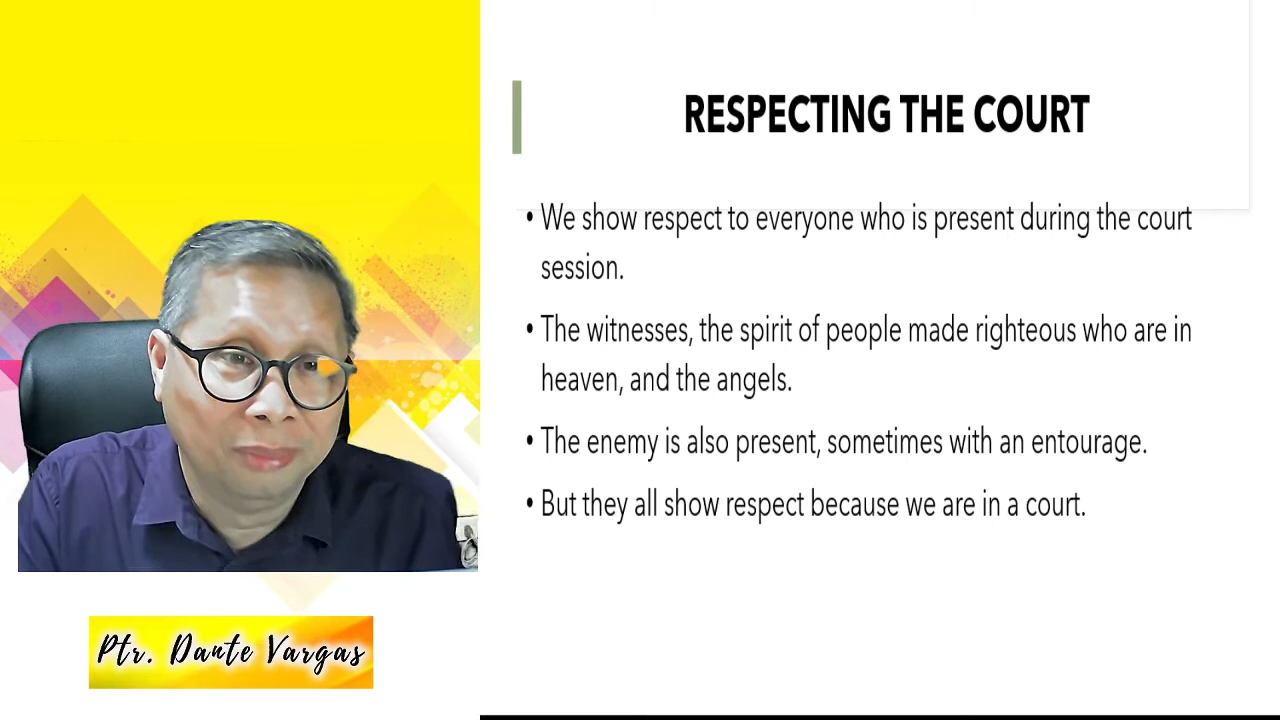 RESPECTING THE COURT
• We show respect to everyone who is present during the court
session.
• The witnesses, the spirit of people made righteous who are in
heaven, and the angels.
• The enemy is also present, sometimes with an entourage.
• But they all show respect because we are in a court.
Ptr. Dante Vargas